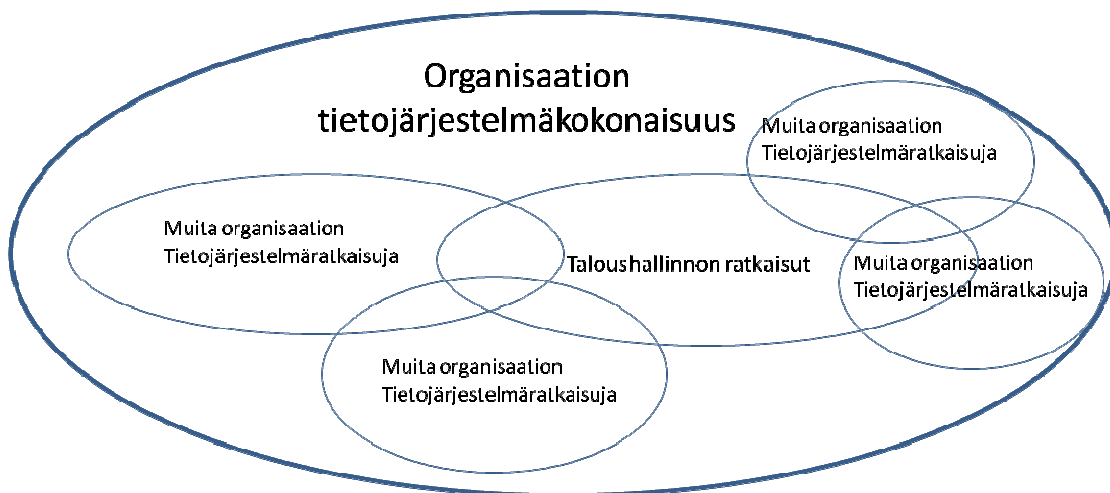 Organisaation
tietojärjestelmäkokonaisuus
Muita organisaation
Tietojärjestelmäratkaisuja
Muita organisaation
Tietojärjestelmäratkaisuja
Taloushallinnon ratkaisut
Muita organisaation
Tietojärjestelmäratkaisuja
Muita organisaation
Tietojärjestelmäratkaisuja